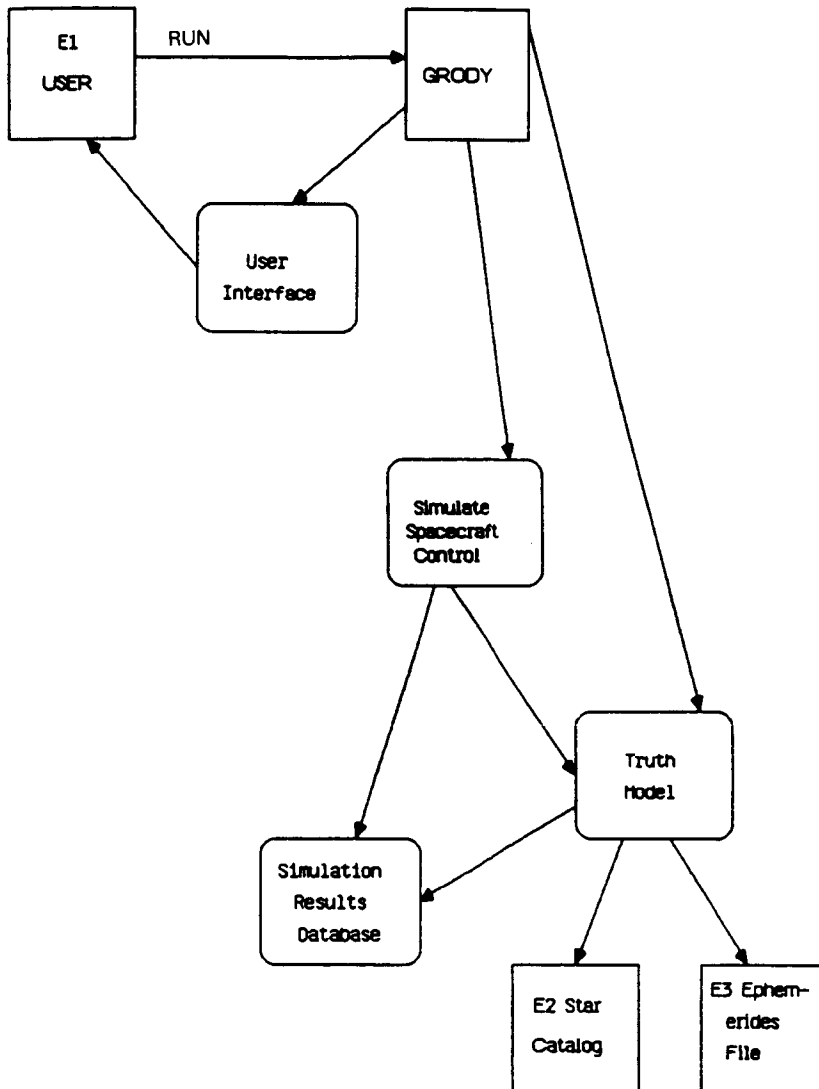 E1
USER
RUN
GRODY
User
Interface
Simulate
Spacecraft
Control
Truth
Model
Simulation
Results
Database
E2 Star
Catalog
E3 Ephem-
erides
File